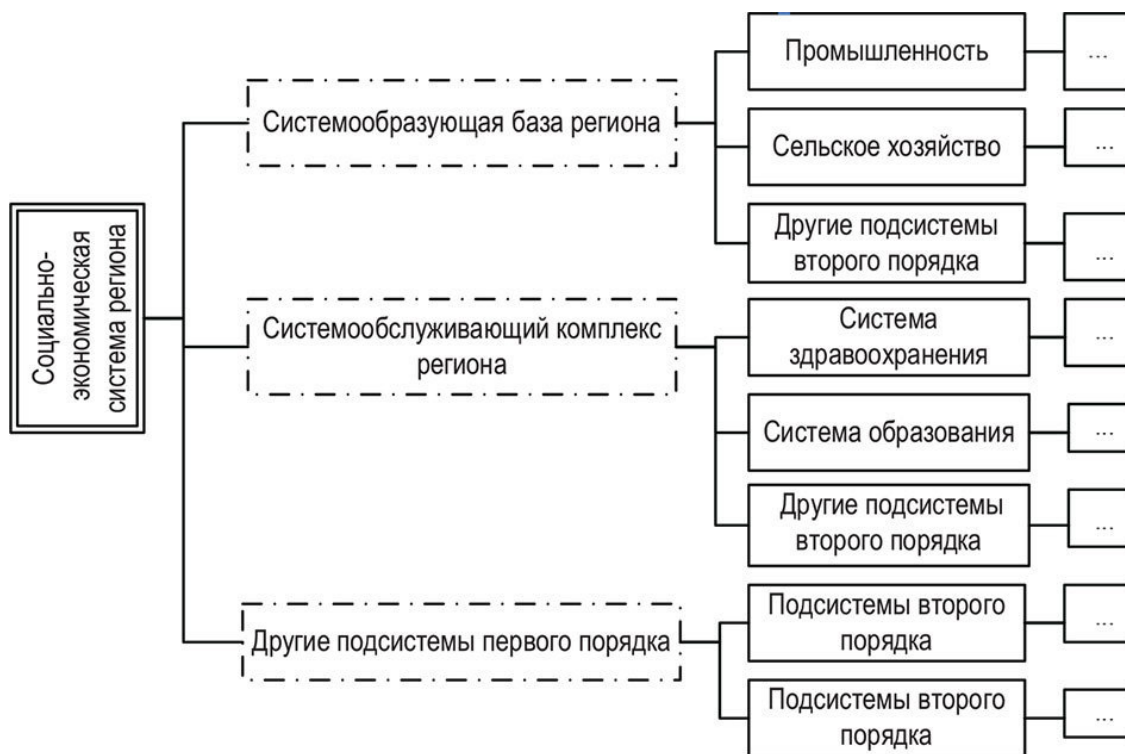 Социально-
экономическая
система региона
Системообразующая база региона
Промышленность
...
Сельское хозяйство
...
Другие подсистемы
второго порядка
...
Системообслуживающий комплекс
региона
Система
здравоохранения
...
Система образования
...
Другие подсистемы
второго порядка
...
Другие подсистемы первого порядка
Подсистемы второго
порядка
...
Подсистемы второго
порядка
...